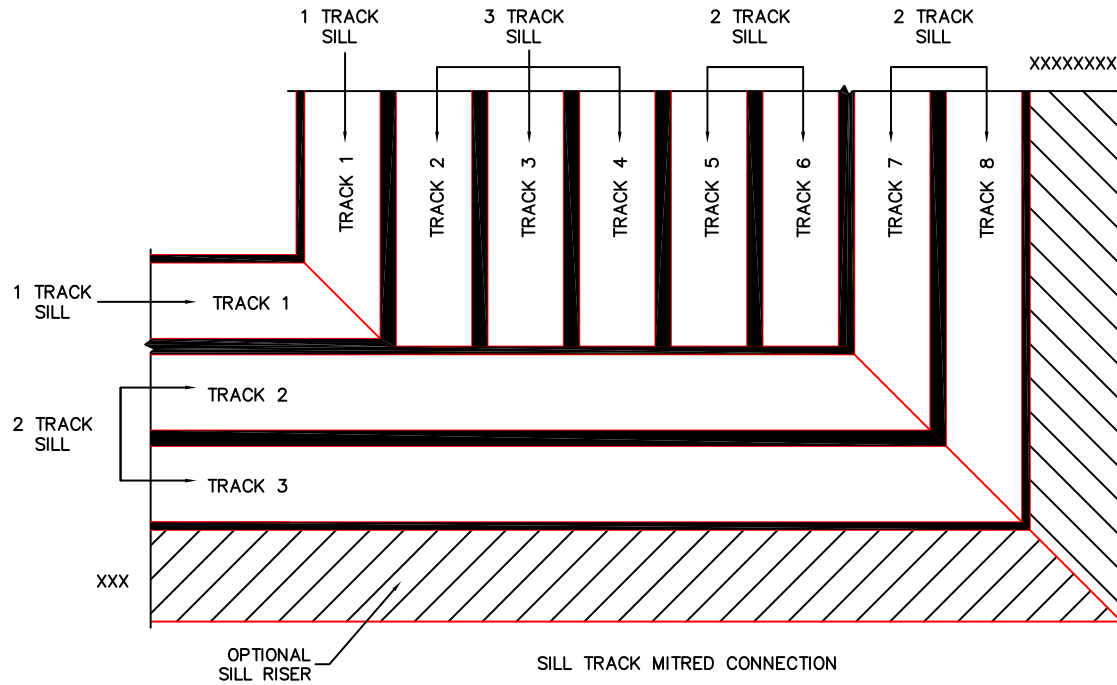 1 TRACK
SILL
3 TRACK
SILL
2 TRACK
SILL
2 TRACK
SILL
XXXXXXXX
TRACK 1
TRACK 2
TRACK 3
TRACK 4
TRACK 5
TRACK 6
TRACK 7
TRACK 8
1 TRACK
SILL
TRACK 1
TRACK 2
2 TRACK
SILL
TRACK 3
XXX
OPTIONAL
SILL RISER
SILL TRACK MITRED CONNECTION